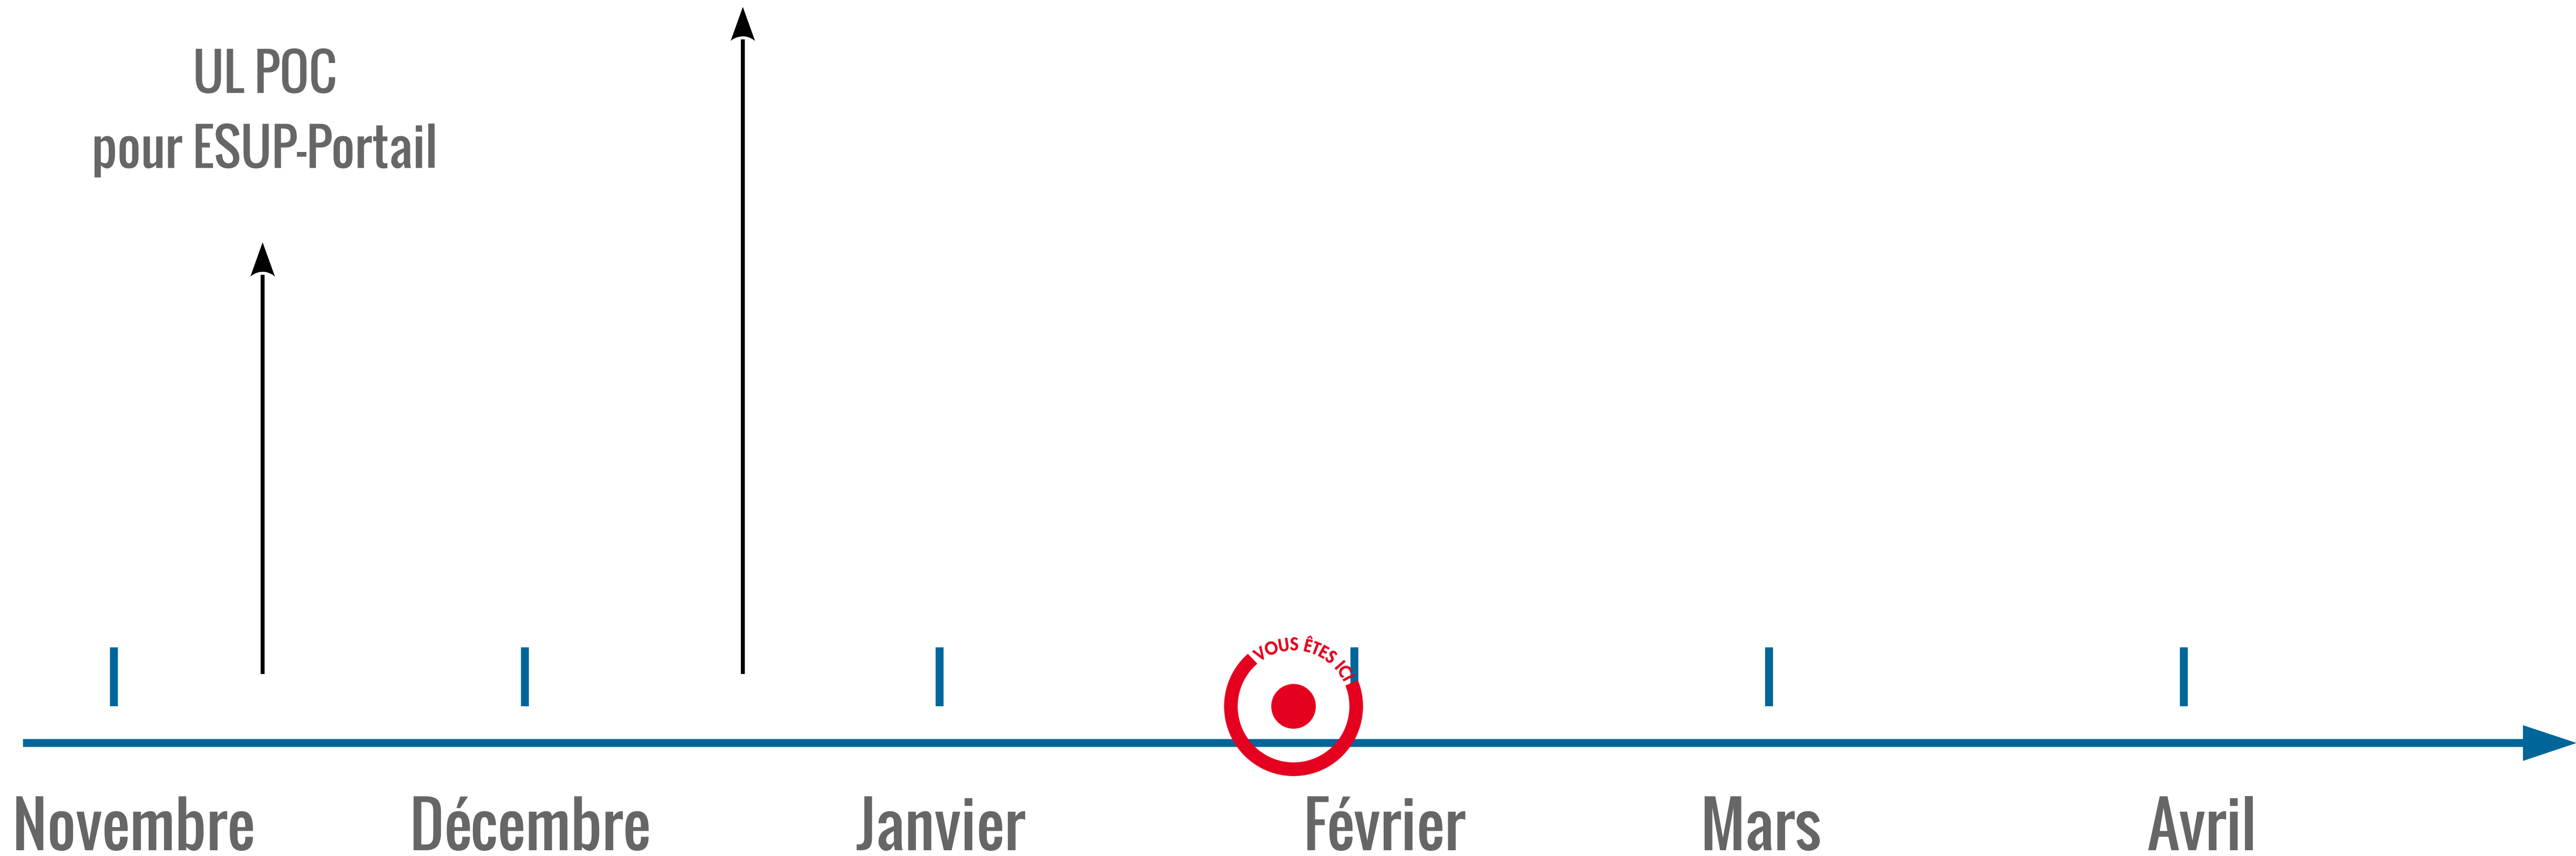 UL POC
pour ESUP-Portail
VOUS ÊTES ICI
Novembre Décembre Janvier Février Mars Avril